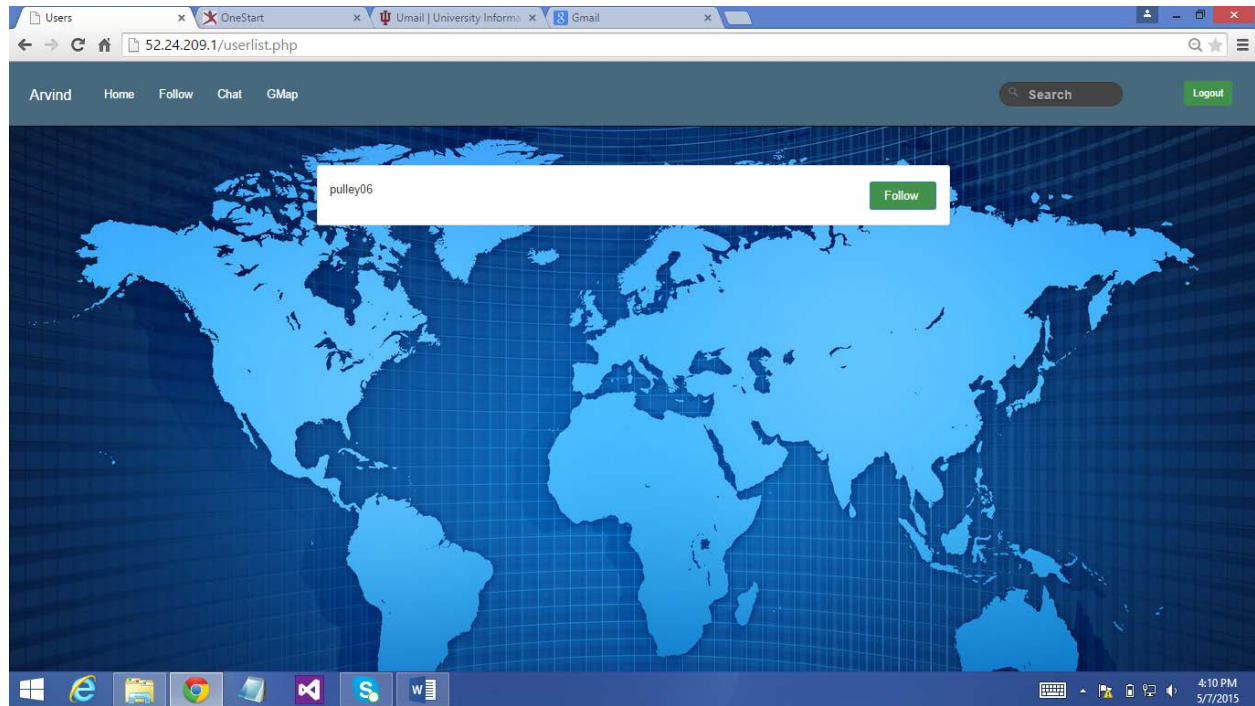 Users OneStart Umail | University Informa Gmail
52.24.209.1/userlist.php
Arvind Home Follow Chat GMap Search Logout
pulley06 Follow
4:10 PM
5/7/2015